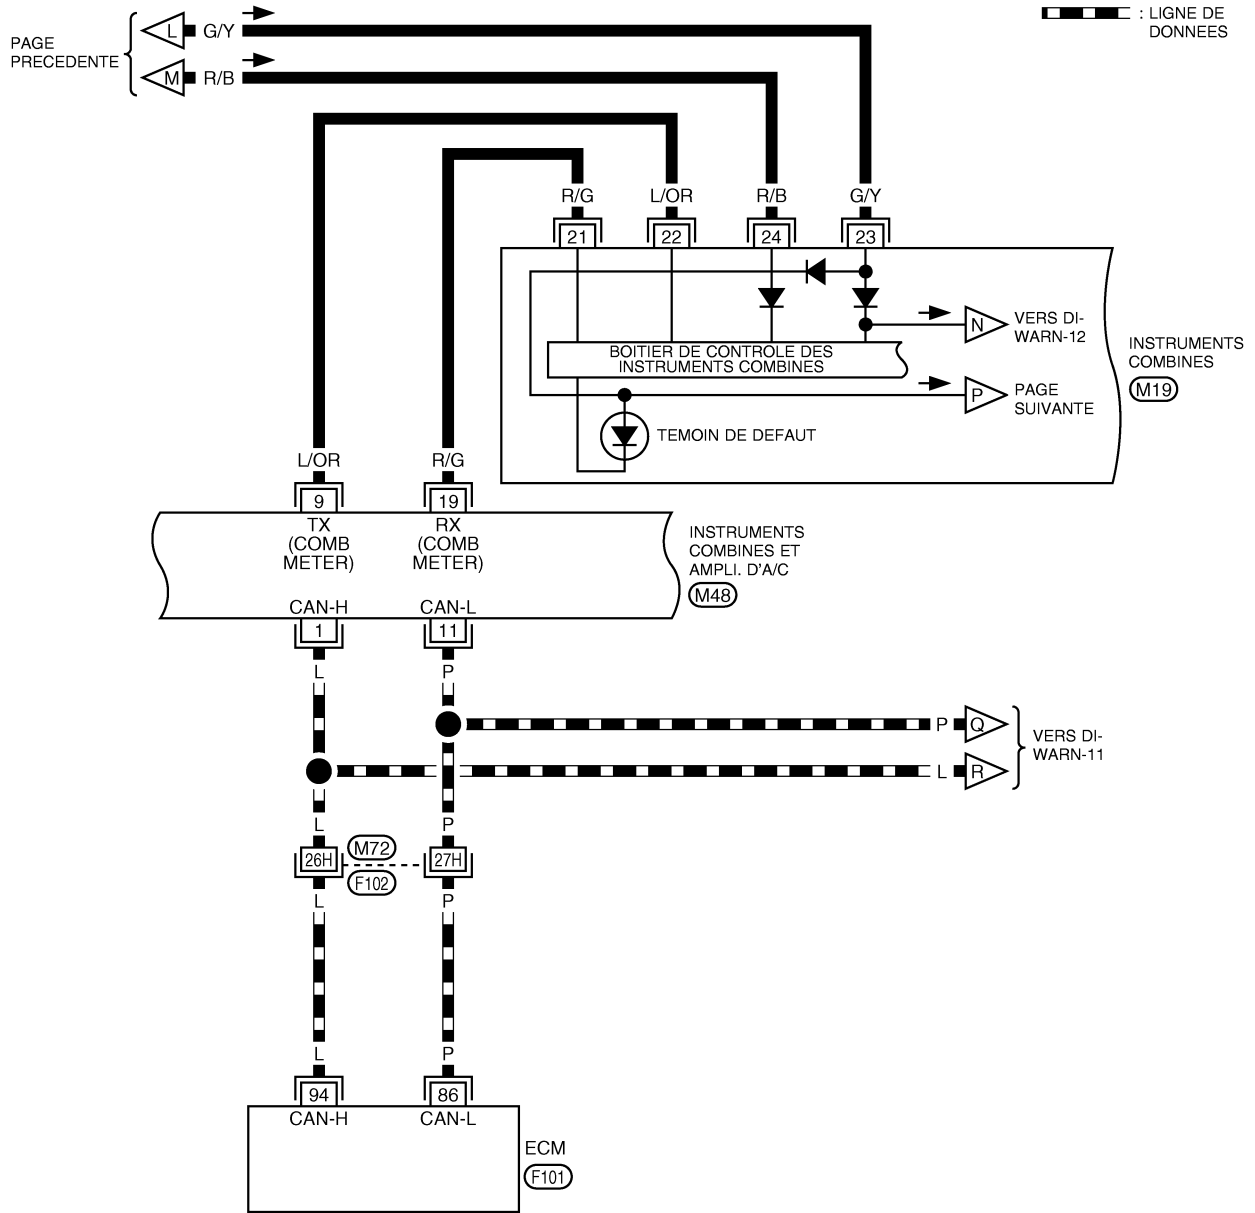 PAGE
PRECEDENTE
L G/Y
M R/B
: LIGNE DE
DONNEES
R/G L/OR R/B G/Y
21 22 24 23
N VERS DI-
WARN-12
BOITIER DE CONTROLE DES
INSTRUMENTS COMBINES
P PAGE
SUIVANTE
TEMOIN DE DEFAUT
INSTRUMENTS
COMBINES
M19
L/OR R/G
9 19
TX
(COMB
METER)
RX
(COMB
METER)
CAN-H CAN-L
1 11
INSTRUMENTS
COMBINES ET
AMPLI. D'A/C
M48
L P
P Q
L R
VERS DI-
WARN-11
L P
26H M72 27H
F102
L P
L P
94 86
CAN-H CAN-L
ECM
F101